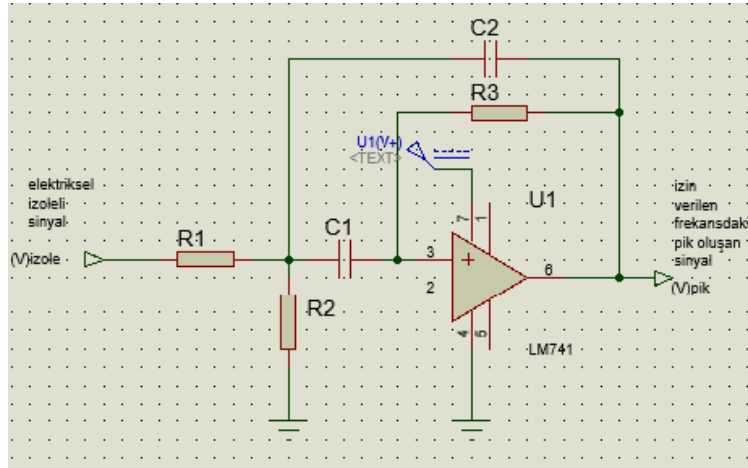 C2
R3
U1(V+)
<TEXT>
U1
7
1
elektriksel
izoleli
sinyal
izin
verilen
frekansdaki
pik oluşan
sinyal
R1
C1
3
+
6
(V)izole
(V)pik
2
R2
4
5
LM741